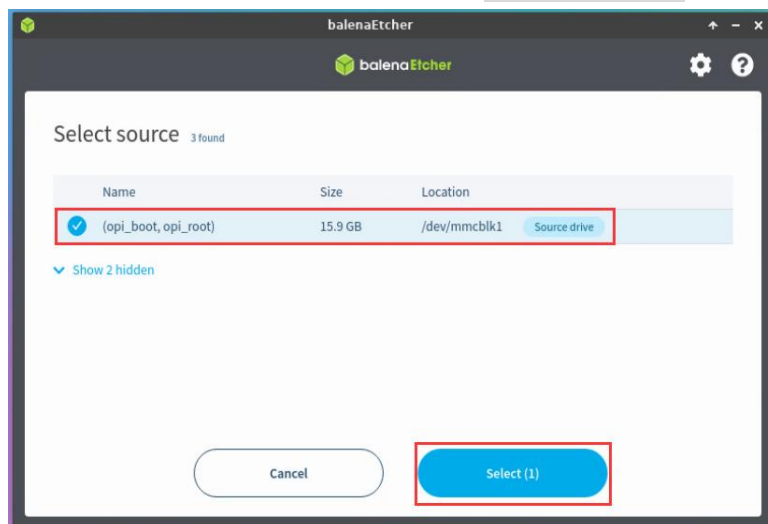 balenaEtcher
balenaEtcher
Select source 3 found
Name Size Location
(opi_boot, opi_root) 15.9 GB /dev/mmcblk1 Source drive
Show 2 hidden
Cancel Select (1)